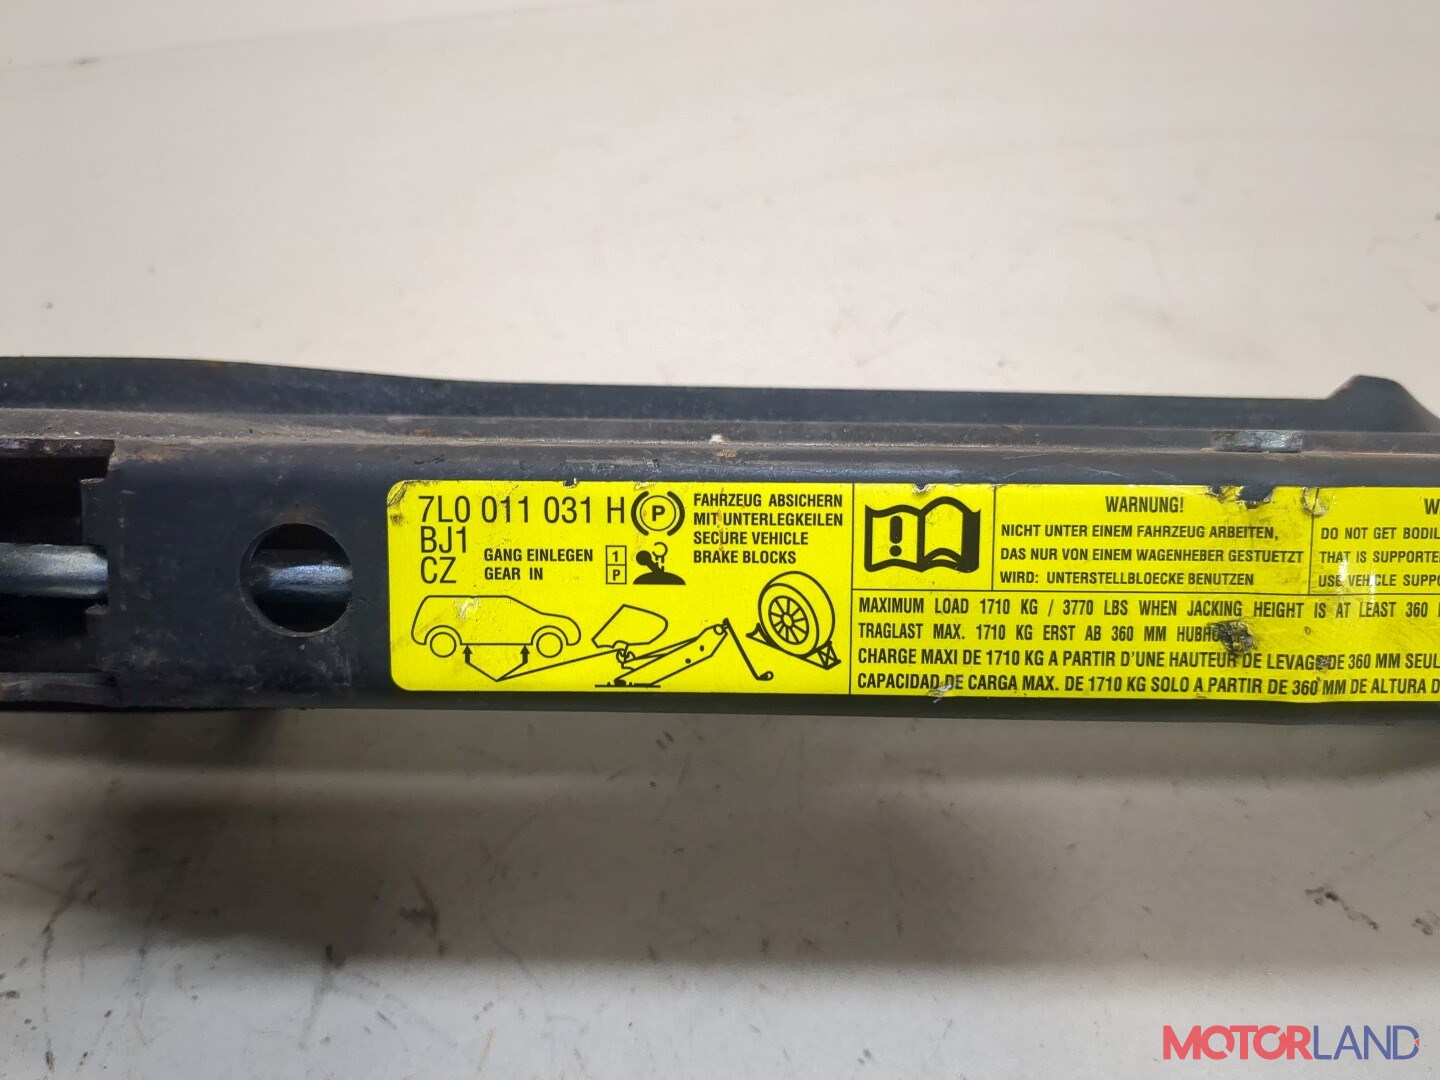 7L0 011 031 H
BJ1
CZ
GANG EINLEGEN
GEAR IN
1
P
P
FAHRZEUG ABSICHERN
MIT UNTERLEGKEILEN
SECURE VEHICLE
BRAKE BLOCKS
!
WARNUNG!
NICHT UNTER EINEM FAHRZEUG ARBEITEN,
DAS NUR VON EINEM WAGENHEBER GESTUETZT
WIRD: UNTERSTELLBLOECKE BENUTZEN
DO NOT GET
THAT IS
USE VEHICLE
MAXIMUM LOAD 1710 KG / 3770 LBS WHEN JACKING HEIGHT IS AT LEAST 360
TRAGLAST MAX. 1710 KG ERST AB 360 MM
CHARGE MAXI DE 1710 KG A PARTIR D'UNE HAUTEUR DE LEVAGE DE 360 MM
CAPACIDAD DE CARGA MAX. DE 1710 KG SOLO A PARTIR DE 360 MM DE ALTURA
MOTORLAND